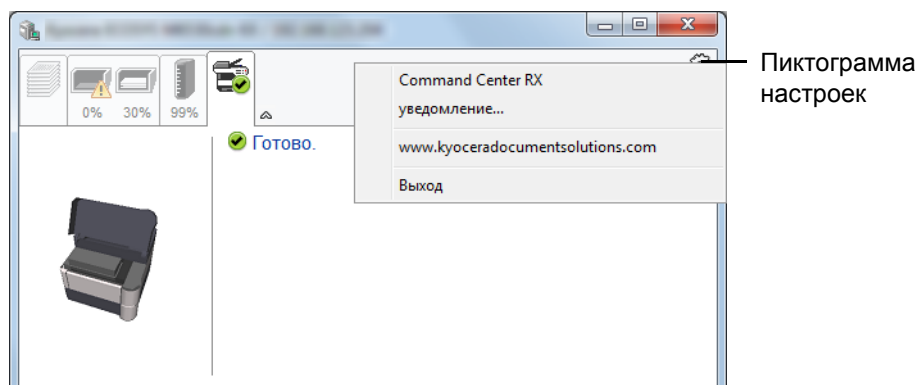 Command Center RX
уведомление...
www.kyoceradocumentsolutions.com
Выход
0% 30% 99%
Готово.
Пиктограмма
настроек